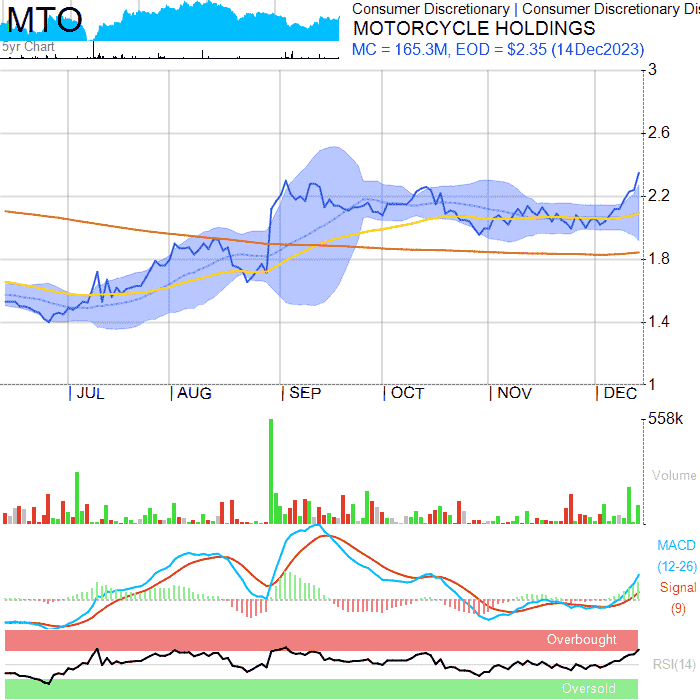 MTO
5yr Chart
Consumer Discretionary | Consumer Discretionary Dis
MOTORCYCLE HOLDINGS
MC = 165.3M, EOD = $2.35 (14Dec2023)
3
2.6
2.2
1.8
1.4
1
| JUL | AUG | SEP | OCT | NOV | DEC
558k
Volume
MACD
(12-26)
Signal
(9)
Overbought
RSI(14)
Oversold